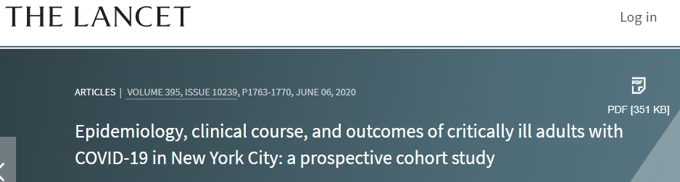 THE LANCET
Log in
ARTICLES | VOLUME 395, ISSUE 10239, P1763-1770, JUNE 06, 2020
PDF
PDF [351 KB]
Epidemiology, clinical course, and outcomes of critically ill adults with
COVID-19 in New York City: a prospective cohort study